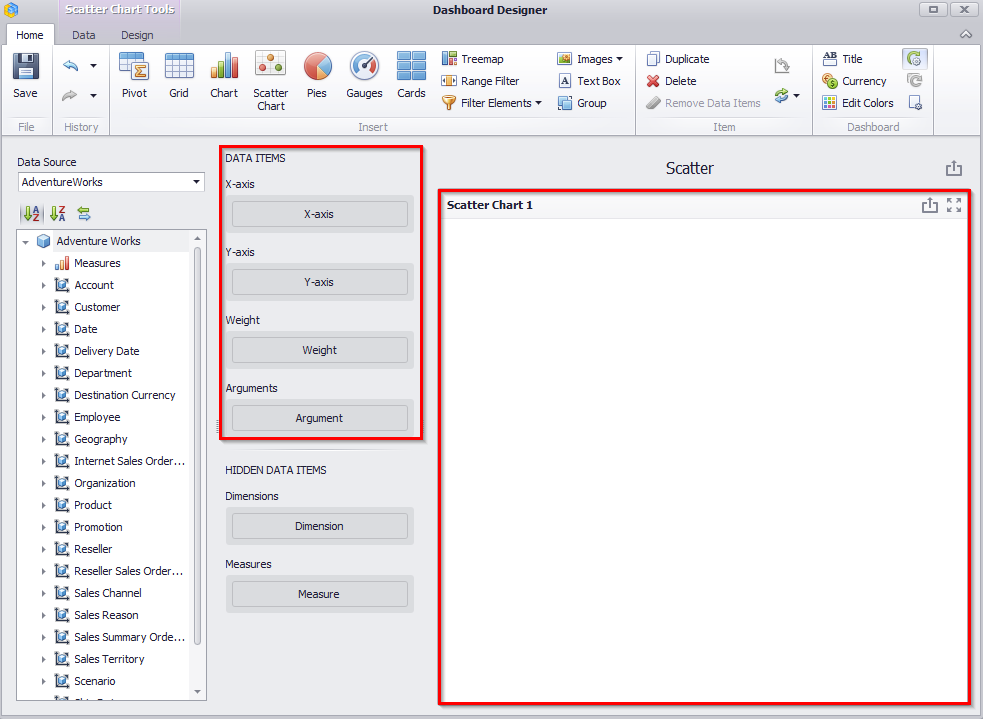 Scatter Chart Tools
Dashboard Designer
Home
Data
Design
Save
Pivot
Grid
Chart
Scatter
Chart
Pies
Gauges
Cards
Treemap
Range Filter
Filter Elements
Images
Text Box
Group
Duplicate
Delete
Remove Data Items
Title
Currency
Edit Colors
File
History
Insert
Item
Dashboard
Data Source
AdventureWorks
Adventure Works
Measures
Account
Customer
Date
Delivery Date
Department
Destination Currency
Employee
Geography
Internet Sales Order...
Organization
Product
Promotion
Reseller
Reseller Sales Order...
Sales Channel
Sales Reason
Sales Summary Orde...
Sales Territory
Scenario
DATA ITEMS
X-axis
X-axis
Y-axis
Y-axis
Weight
Weight
Arguments
Argument
HIDDEN DATA ITEMS
Dimensions
Dimension
Measures
Measure
Scatter
Scatter Chart 1